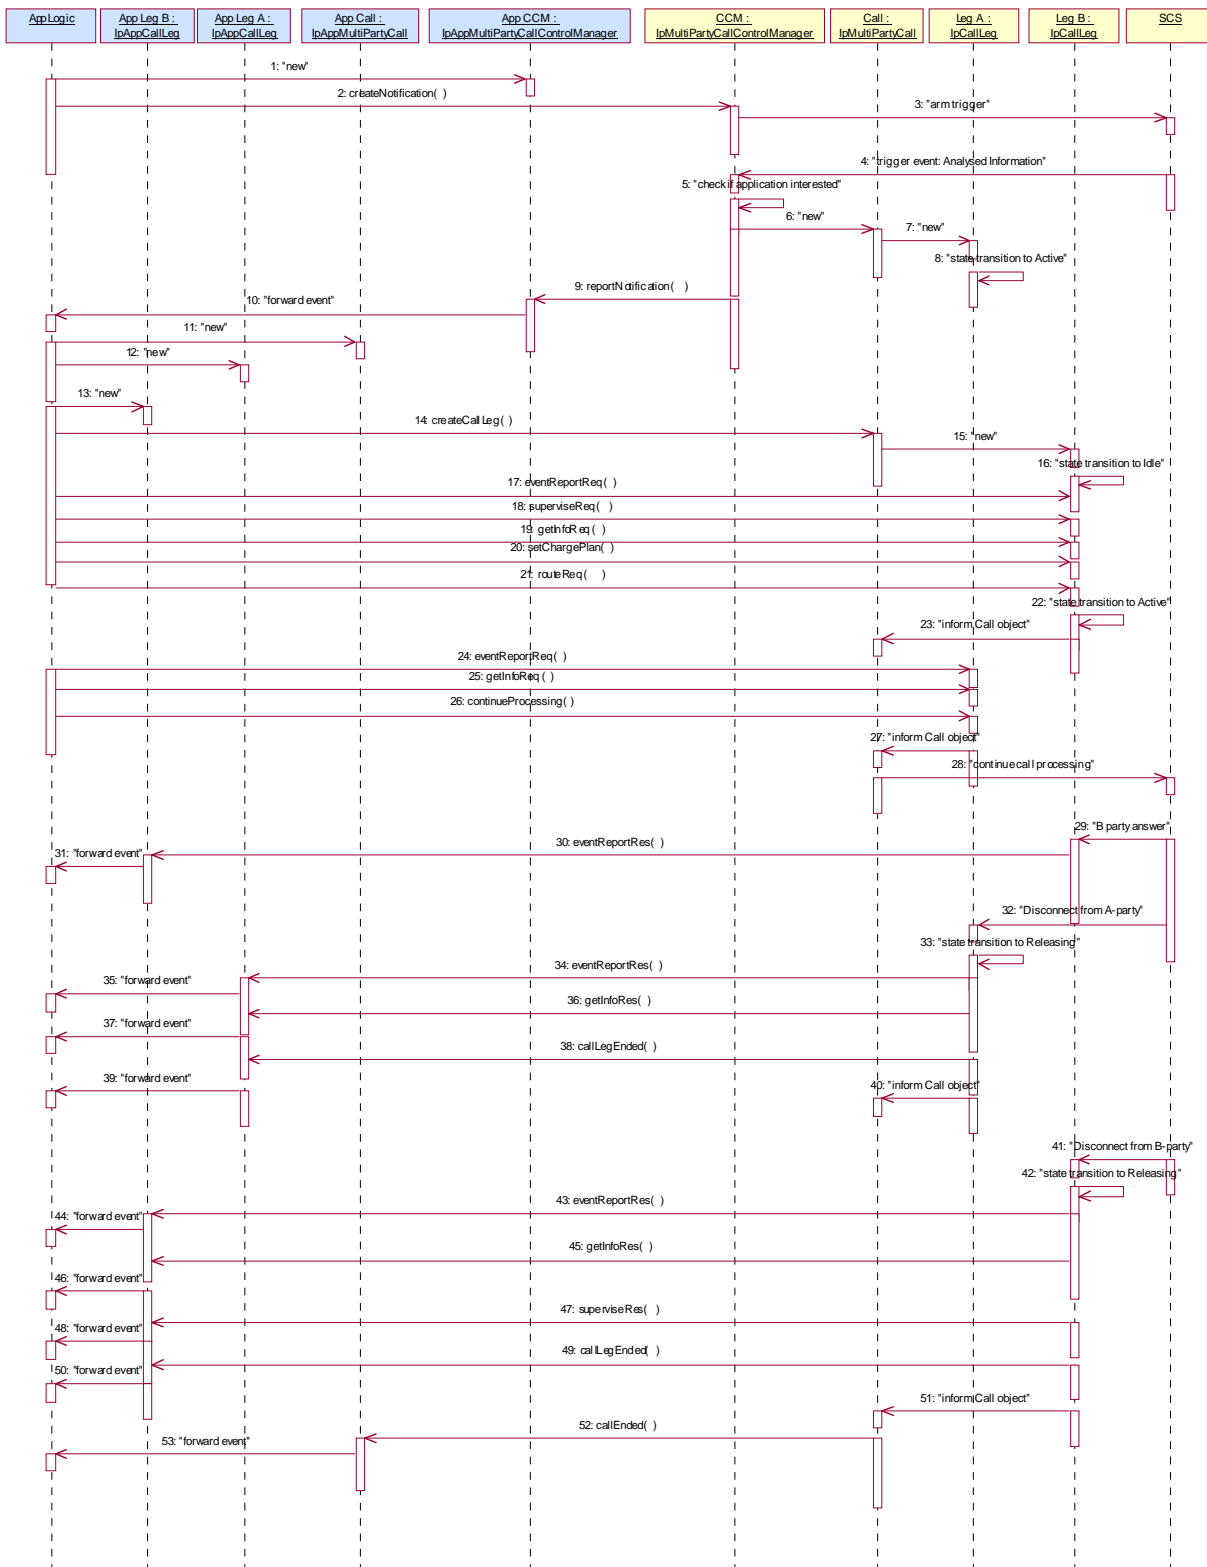 AppLogic
App Leg B :
IpAppCallLeg
App Leg A :
IpAppCallLeg
App Call :
IpAppMultiPartyCall
App CCM :
IpAppMultiPartyCallControlManager
CCM :
IpMultiPartyCallControlManager
Call :
IpMultiPartyCall
Leg A :
IpCallLeg
Leg B :
IpCallLeg
SCS
1: "new"
2: createNotification( )
3: "arm trigger"
4: "trigger event: Analysed Information"
5: "check if application interested"
6: "new"
7: "new"
8: "state transition to Active"
9: reportNotification( )
10: "forward event"
11: "new"
12: "new"
13: "new"
14: createCallLeg( )
15: "new"
16: "state transition to Idle"
17: eventReportReq( )
18: superviseReq( )
19: getInfoReq( )
20: setChargePlan( )
21: routeReq( )
22: "state transition to Active"
23: "inform Call object"
24: eventReportReq( )
25: getInfoReq( )
26: continueProcessing( )
27: "inform Call object"
28: "continue call processing"
29: "B party answer"
30: eventReportRes( )
31: "forward event"
32: "Disconnect from A-party"
33: "state transition to Releasing"
34: eventReportRes( )
35: "forward event"
36: getInfoRes( )
37: "forward event"
38: callLegEnded( )
39: "forward event"
40: "inform Call object"
41: "Disconnect from B-party"
42: "state transition to Releasing"
43: eventReportRes( )
44: "forward event"
45: getInfoRes( )
46: "forward event"
47: superviseRes( )
48: "forward event"
49: callLegEnded( )
50: "forward event"
51: "inform Call object"
52: callEnded( )
53: "forward event"